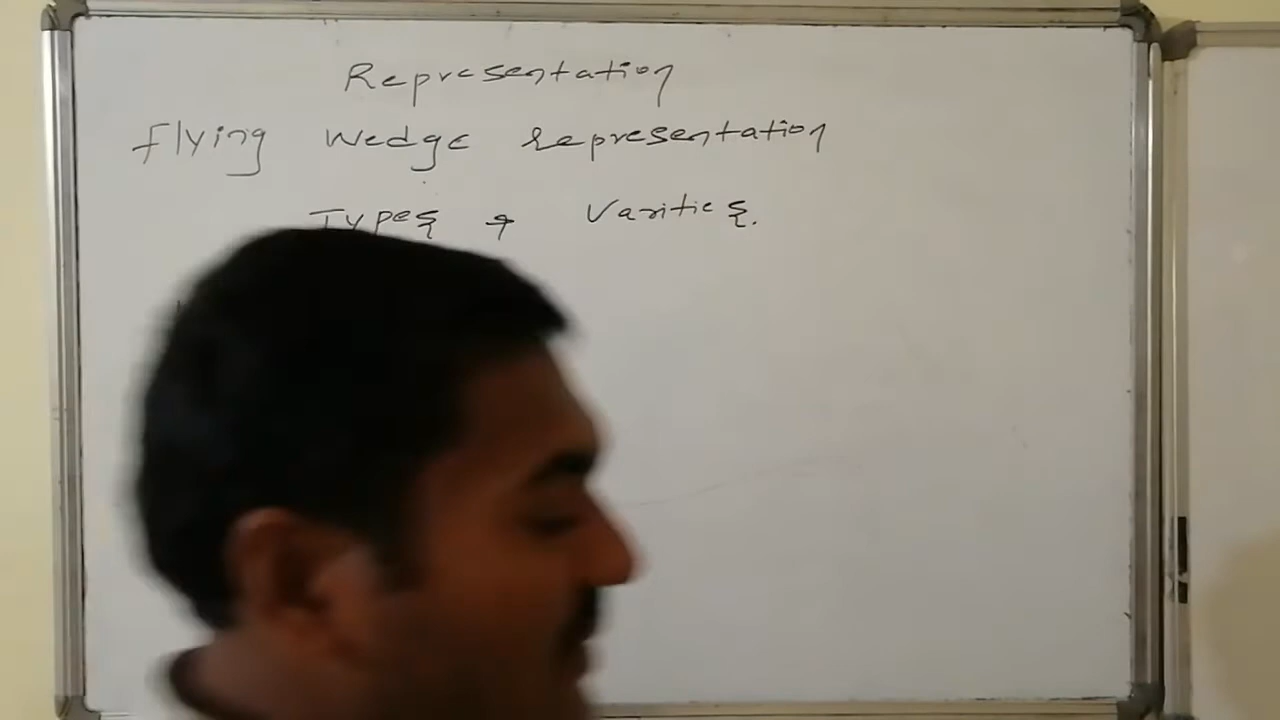 Representation
Flying Wedge representation
Types & Varities.